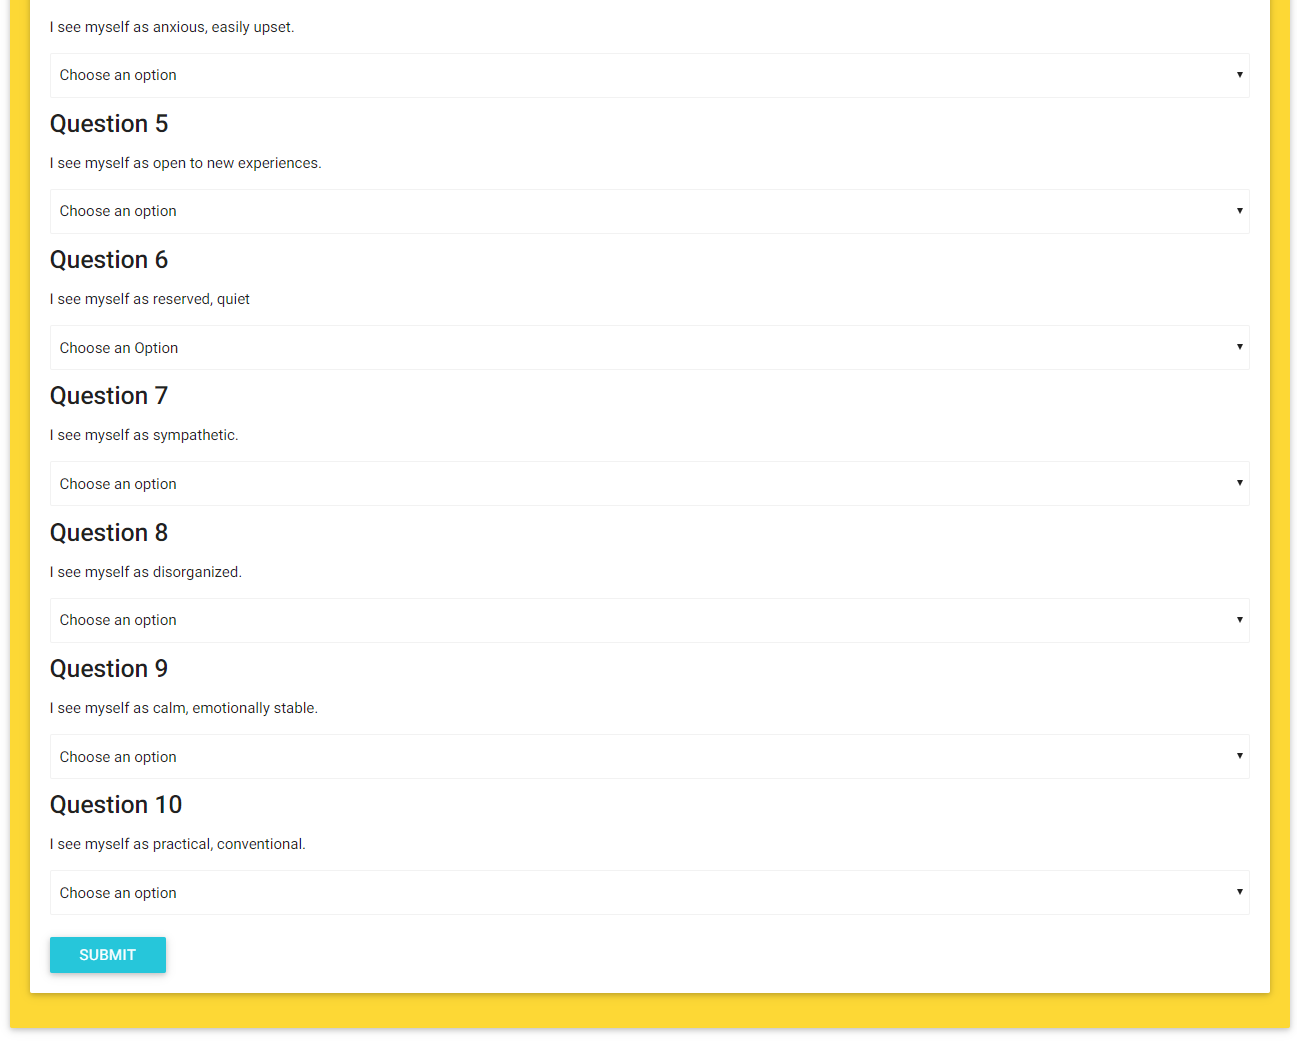 I see myself as anxious, easily upset.
Choose an option
Question 5
I see myself as open to new experiences.
Choose an option
Question 6
I see myself as reserved, quiet
Choose an Option
Question 7
I see myself as sympathetic.
Choose an option
Question 8
I see myself as disorganized.
Choose an option
Question 9
I see myself as calm, emotionally stable.
Choose an option
Question 10
I see myself as practical, conventional.
Choose an option
SUBMIT